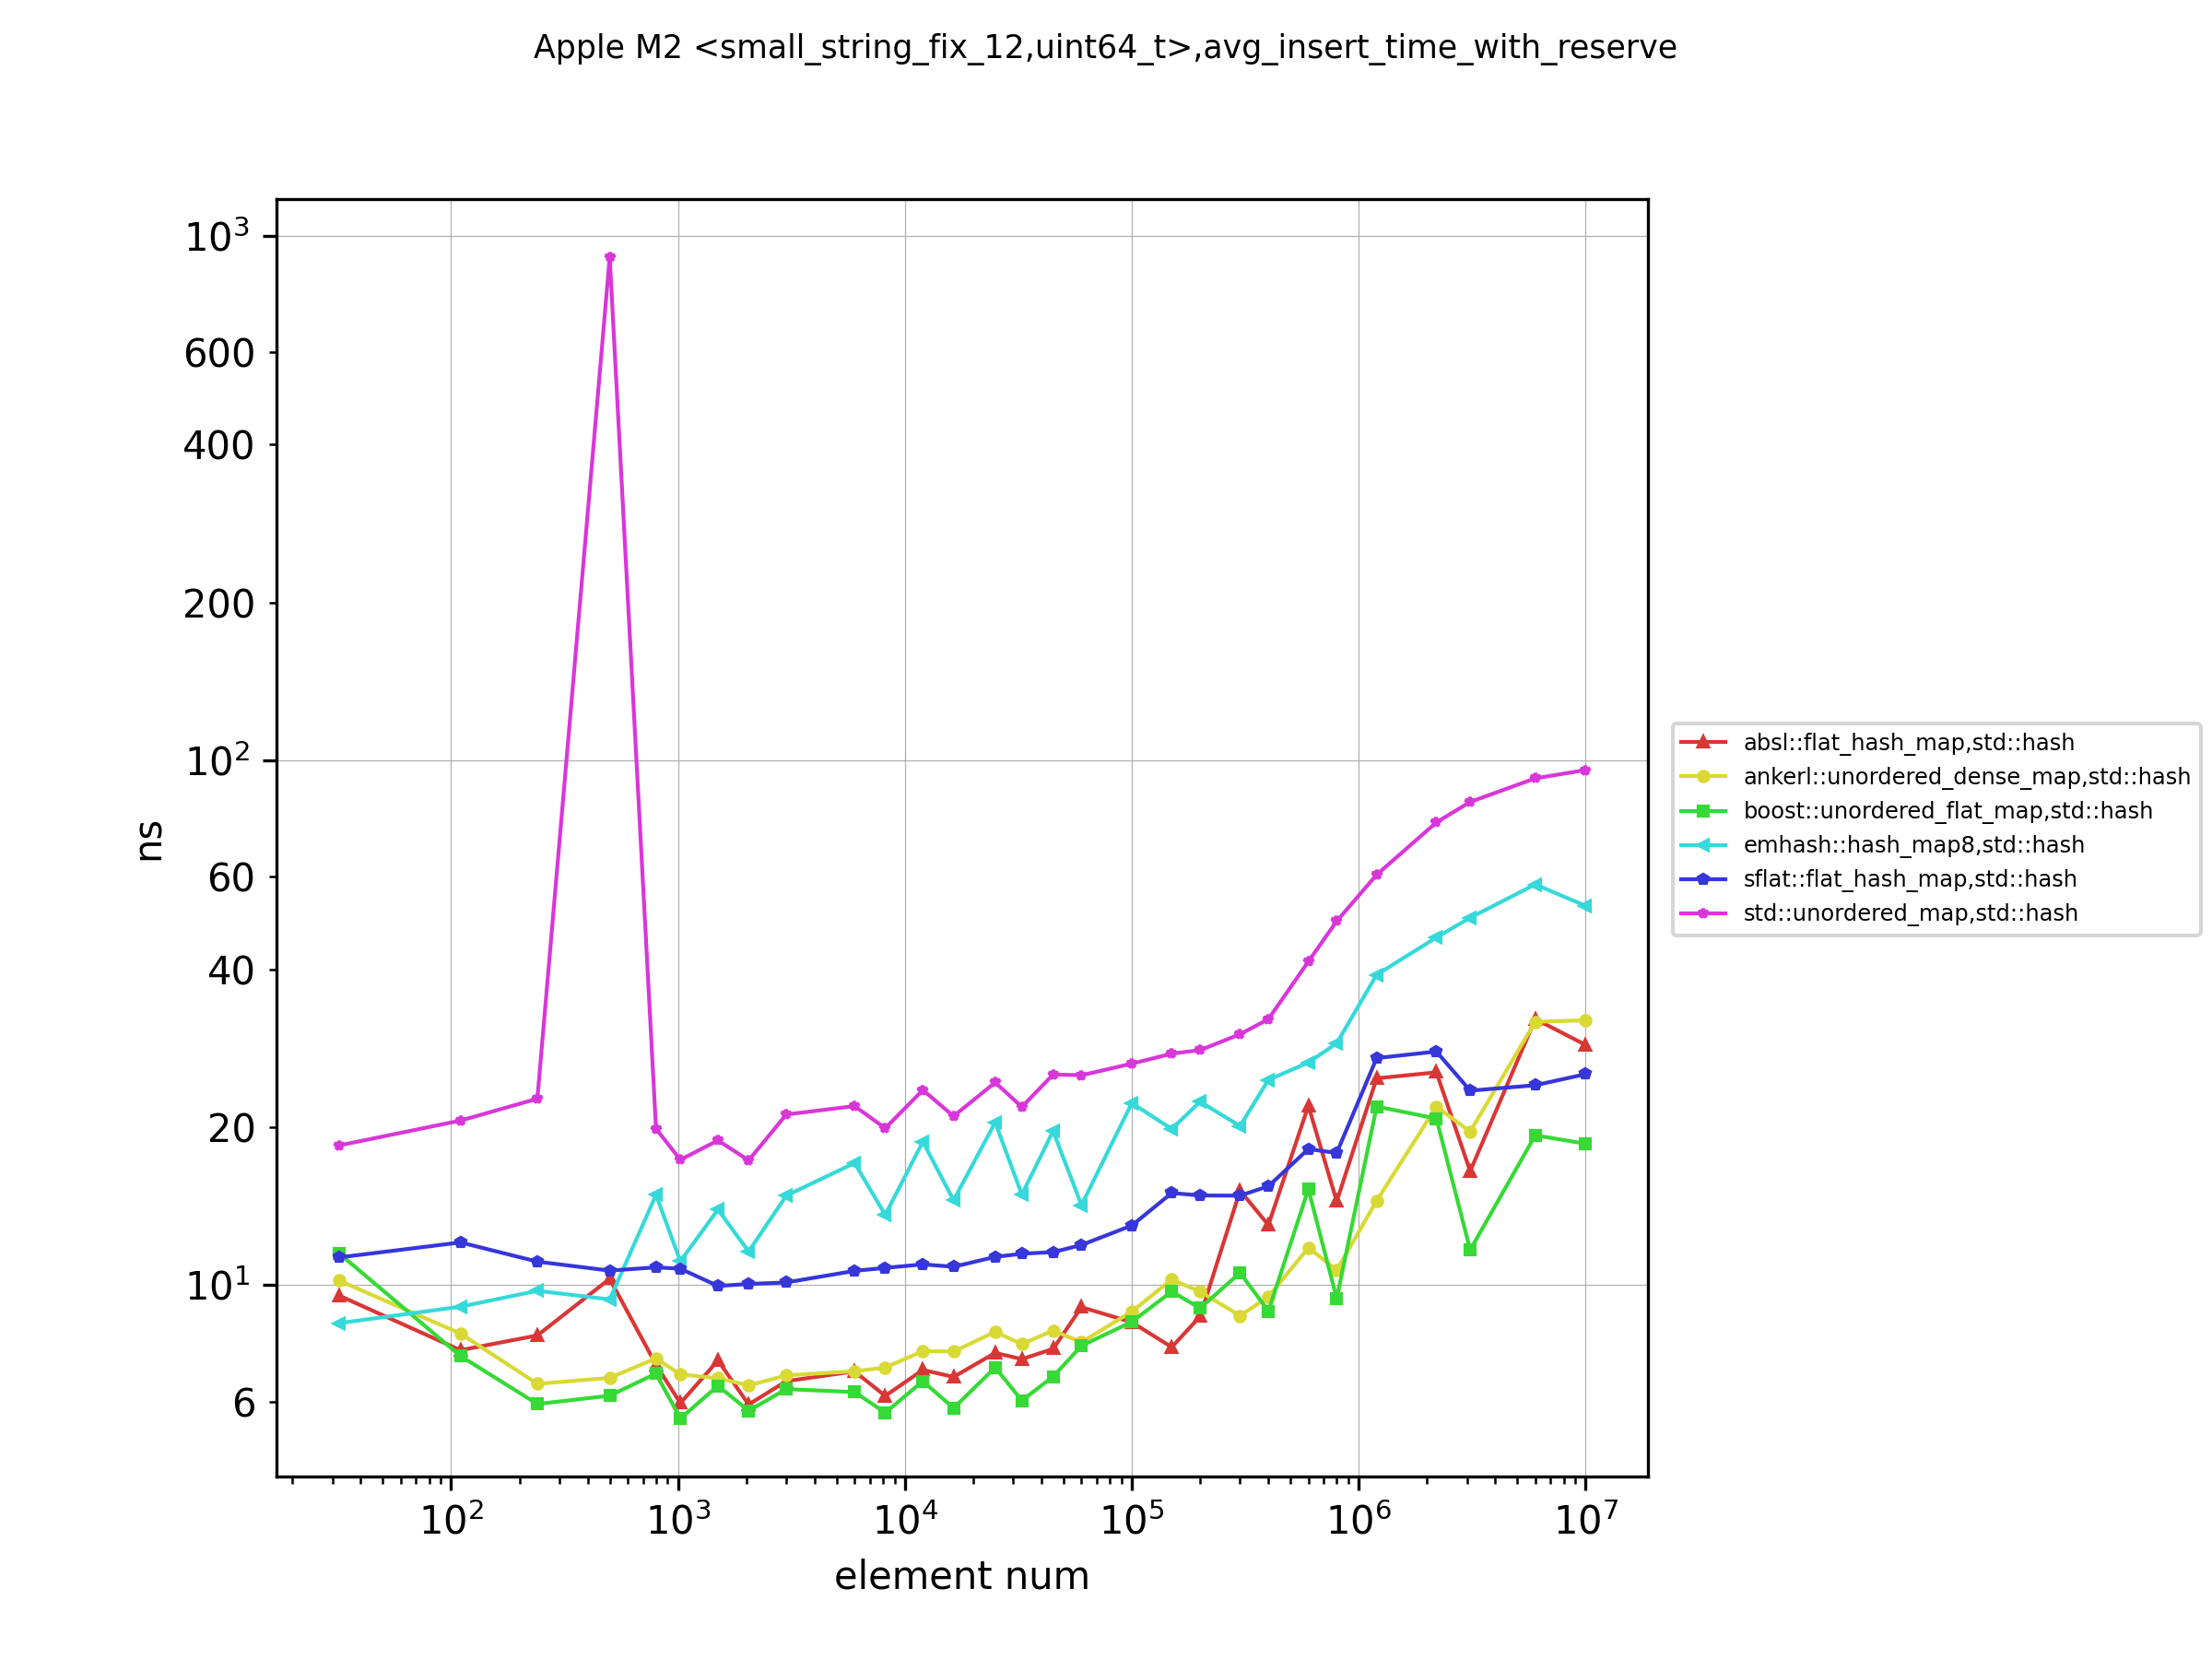 Apple M2 <small_string_fix_12,uint64_t>,avg_insert_time_with_reserve
10³
600
400
200
10²
60
40
20
10¹
6
ns
10² 10³ 10⁴ 10⁵ 10⁶ 10⁷
element num
absl::flat_hash_map,std::hash
ankerl::unordered_dense_map,std::hash
boost::unordered_flat_map,std::hash
emhash::hash_map8,std::hash
sflat::flat_hash_map,std::hash
std::unordered_map,std::hash